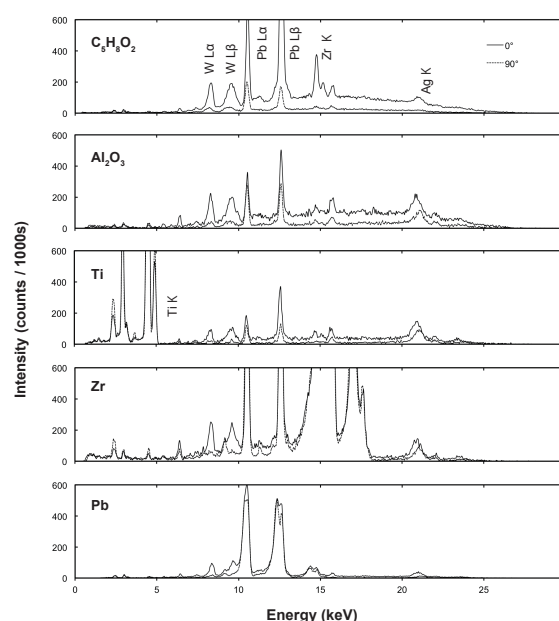 600
400
200
0
C5H8O2
W Lα
W Lβ
Pb Lα
Pb Lβ
Zr K
Ag K
0°
90°
600
400
200
0
Al2O3
600
400
200
0
Ti
Ti K
600
400
200
0
Zr
600
400
200
0
Pb
0
5
10
15
20
25
Intensity (counts / 1000s)
Energy (keV)